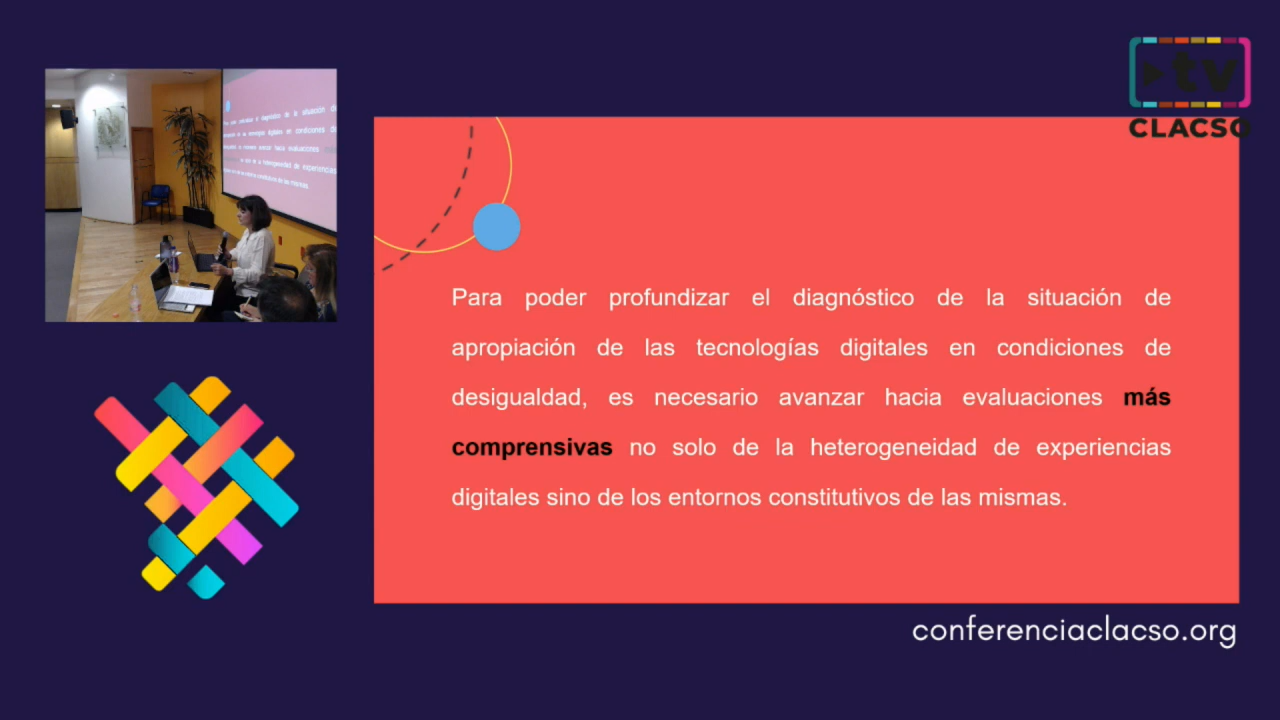 tv
CLACSO
Para poder profundizar el diagnóstico de la situación de
apropiación de las tecnologías digitales en condiciones de
desigualdad, es necesario avanzar hacia evaluaciones más
comprensivas no solo de la heterogeneidad de experiencias
digitales sino de los entornos constitutivos de las mismas.
conferenciaclacso.org